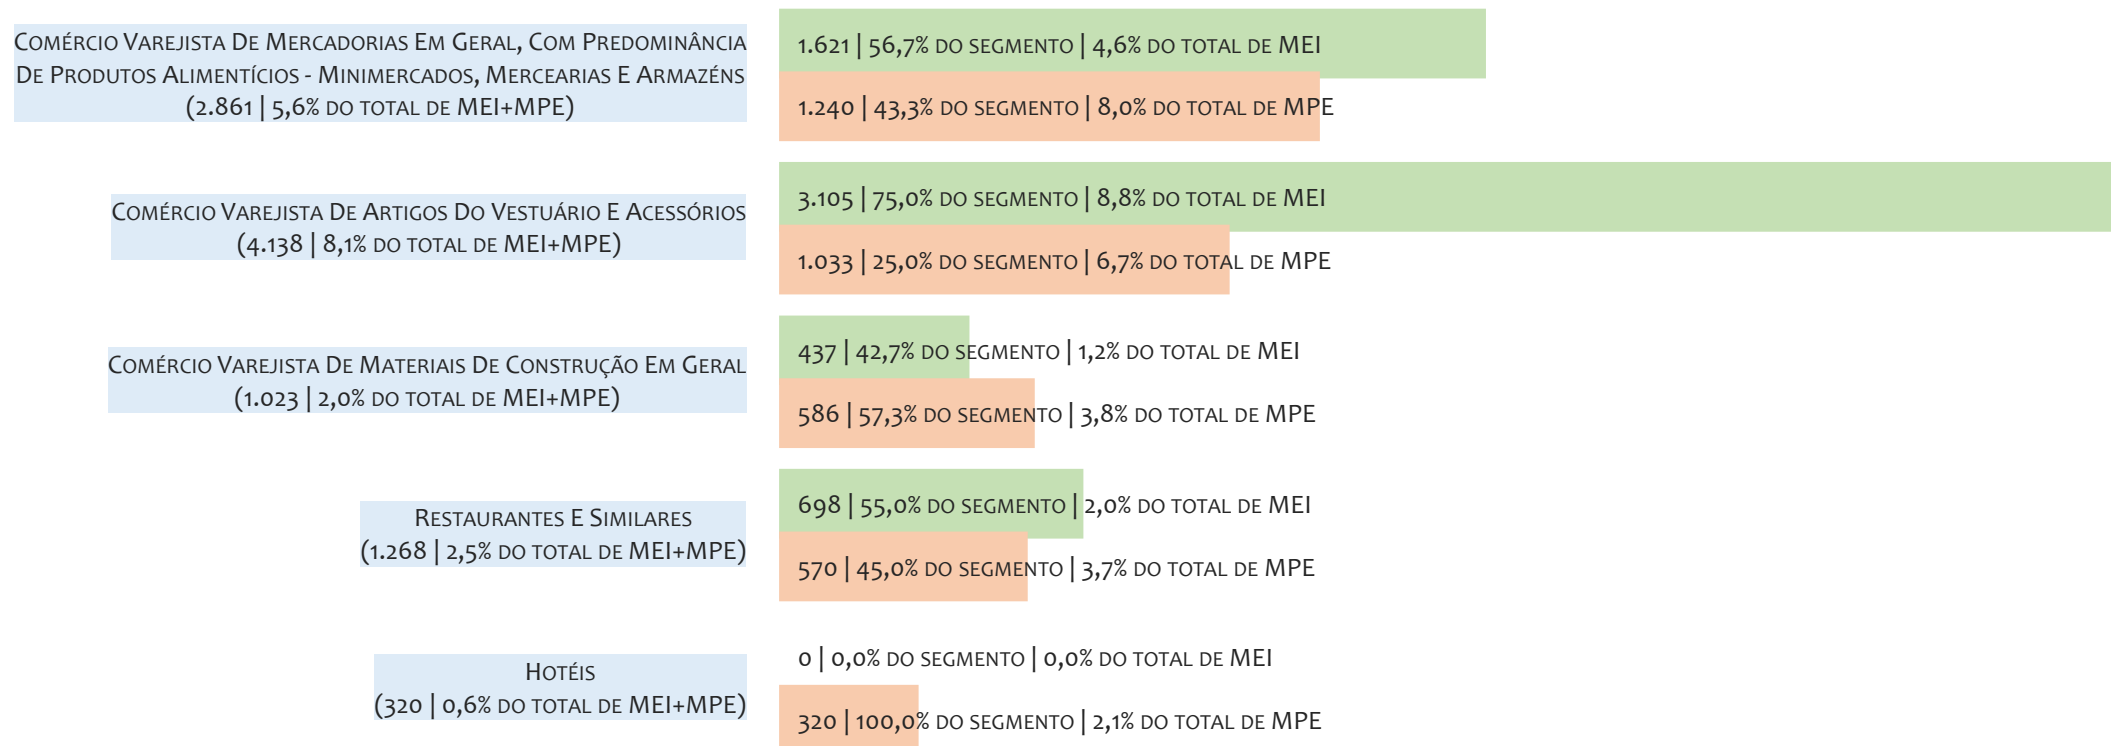 Comércio Varejista De Mercadorias Em Geral, Com Predominância
De Produtos Alimentícios - Minimercados, Mercearias E Armazéns
(2.861 | 5,6% do total de MEI+MPE)
1.621 | 56,7% do segmento | 4,6% do total de MEI
1.240 | 43,3% do segmento | 8,0% do total de MPE
Comércio Varejista De Artigos Do Vestuário E Acessórios
(4.138 | 8,1% do total de MEI+MPE)
3.105 | 75,0% do segmento | 8,8% do total de MEI
1.033 | 25,0% do segmento | 6,7% do total de MPE
Comércio Varejista De Materiais De Construção Em Geral
(1.023 | 2,0% do total de MEI+MPE)
437 | 42,7% do segmento | 1,2% do total de MEI
586 | 57,3% do segmento | 3,8% do total de MPE
Restaurantes E Similares
(1.268 | 2,5% do total de MEI+MPE)
698 | 55,0% do segmento | 2,0% do total de MEI
570 | 45,0% do segmento | 3,7% do total de MPE
Hotéis
(320 | 0,6% do total de MEI+MPE)
0 | 0,0% do segmento | 0,0% do total de MEI
320 | 100,0% do segmento | 2,1% do total de MPE